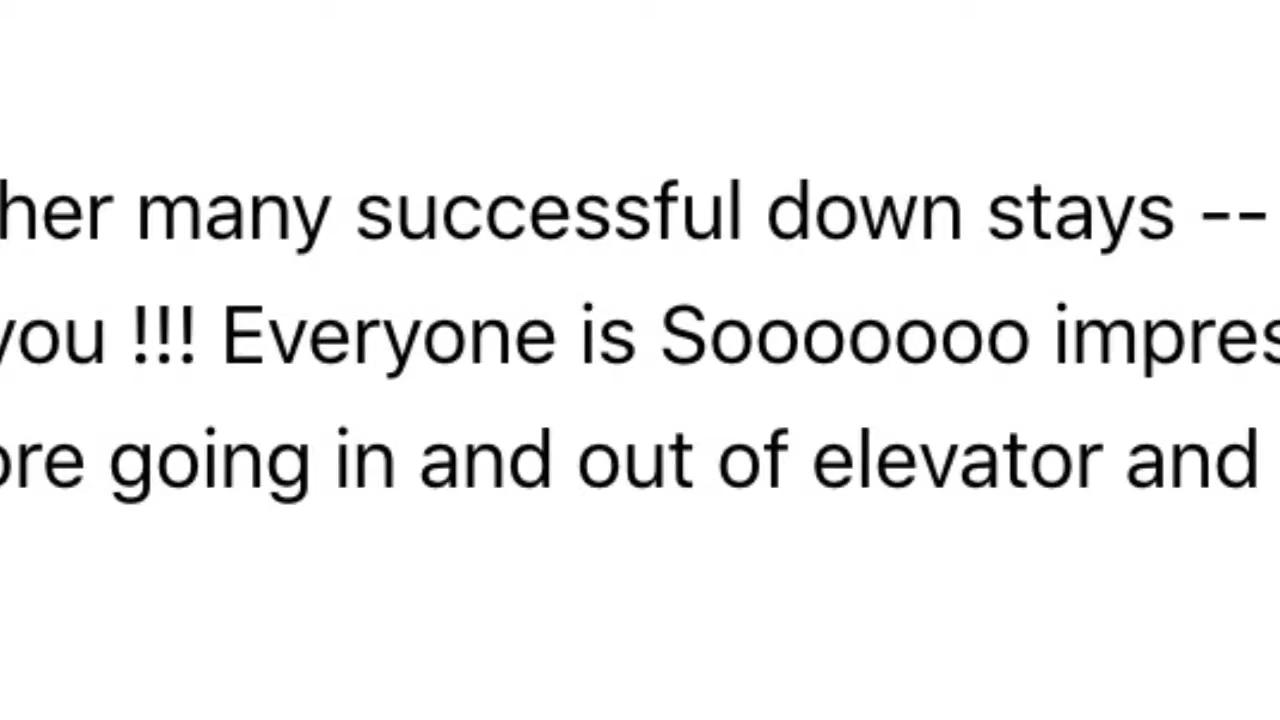 her many successful down stays --
you !!! Everyone is Sooooooo impres
ore going in and out of elevator and